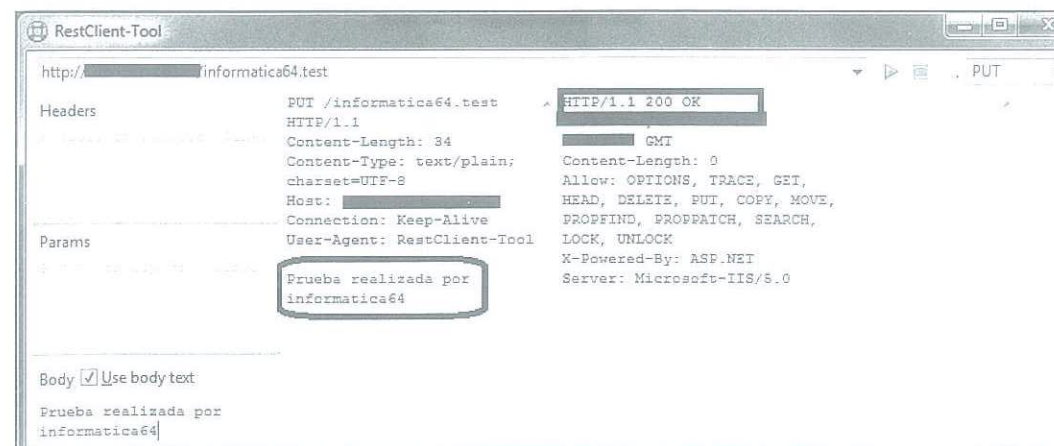 RestClient-Tool
http:// /informatica64.test
PUT
Headers
PUT /informatica64.test
HTTP/1.1
Content-Length: 34
Content-Type: text/plain;
charset=UTF-8
Host:
Connection: Keep-Alive
User-Agent: RestClient-Tool
Prueba realizada por
informatica64
HTTP/1.1 200 OK
GMT
Content-Length: 0
Allow: OPTIONS, TRACE, GET,
HEAD, DELETE, PUT, COPY, MOVE,
PROPFIND, PROPPATCH, SEARCH,
LOCK, UNLOCK
X-Powered-By: ASP.NET
Server: Microsoft-IIS/5.0
Params
Body Use body text
Prueba realizada por
informatica64